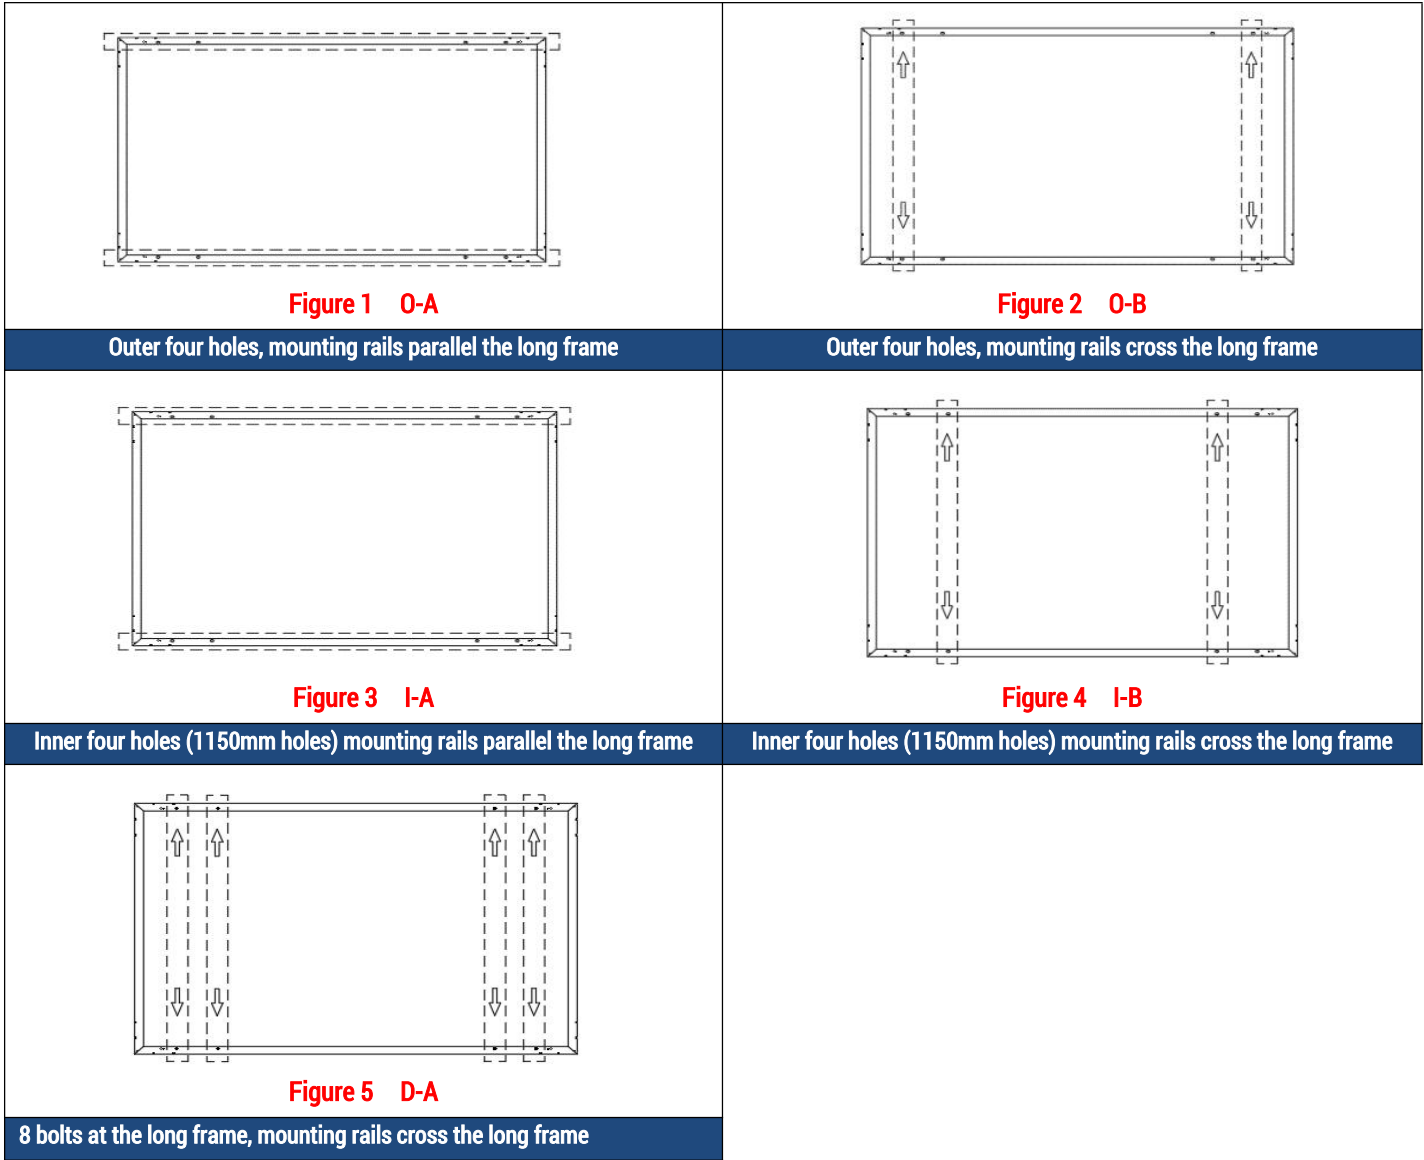 Figure 1 O-A
Figure 2 O-B
Outer four holes, mounting rails parallel the long frame
Outer four holes, mounting rails cross the long frame
Figure 3 I-A
Figure 4 I-B
Inner four holes (1150mm holes) mounting rails parallel the long frame
Inner four holes (1150mm holes) mounting rails cross the long frame
Figure 5 D-A
8 bolts at the long frame, mounting rails cross the long frame